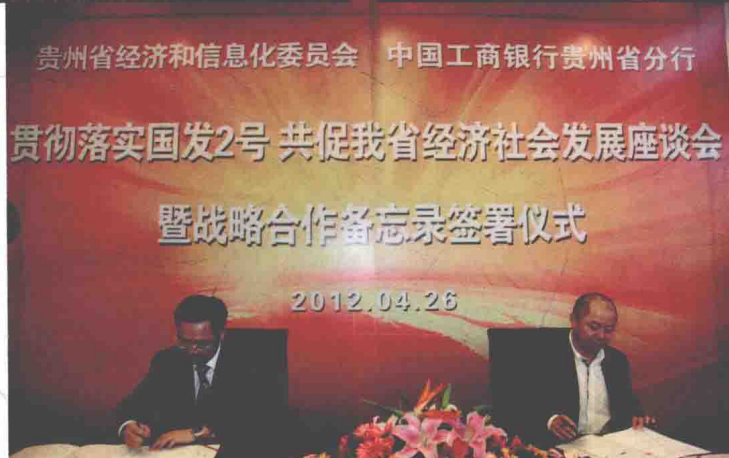 贵州省经济和信息化委员会 中国工商银行贵州省分行
贯彻落实国发2号 共促我省经济社会发展座谈会
暨战略合作备忘录签署仪式
2012.04.26